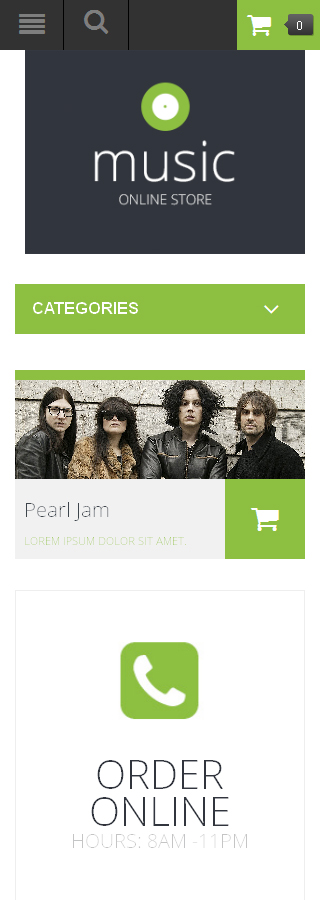 0
music
ONLINE STORE
CATEGORIES
Pearl Jam
LOREM IPSUM DOLOR SIT AMET..
ORDER
ONLINE
HOURS: 8AM -11PM